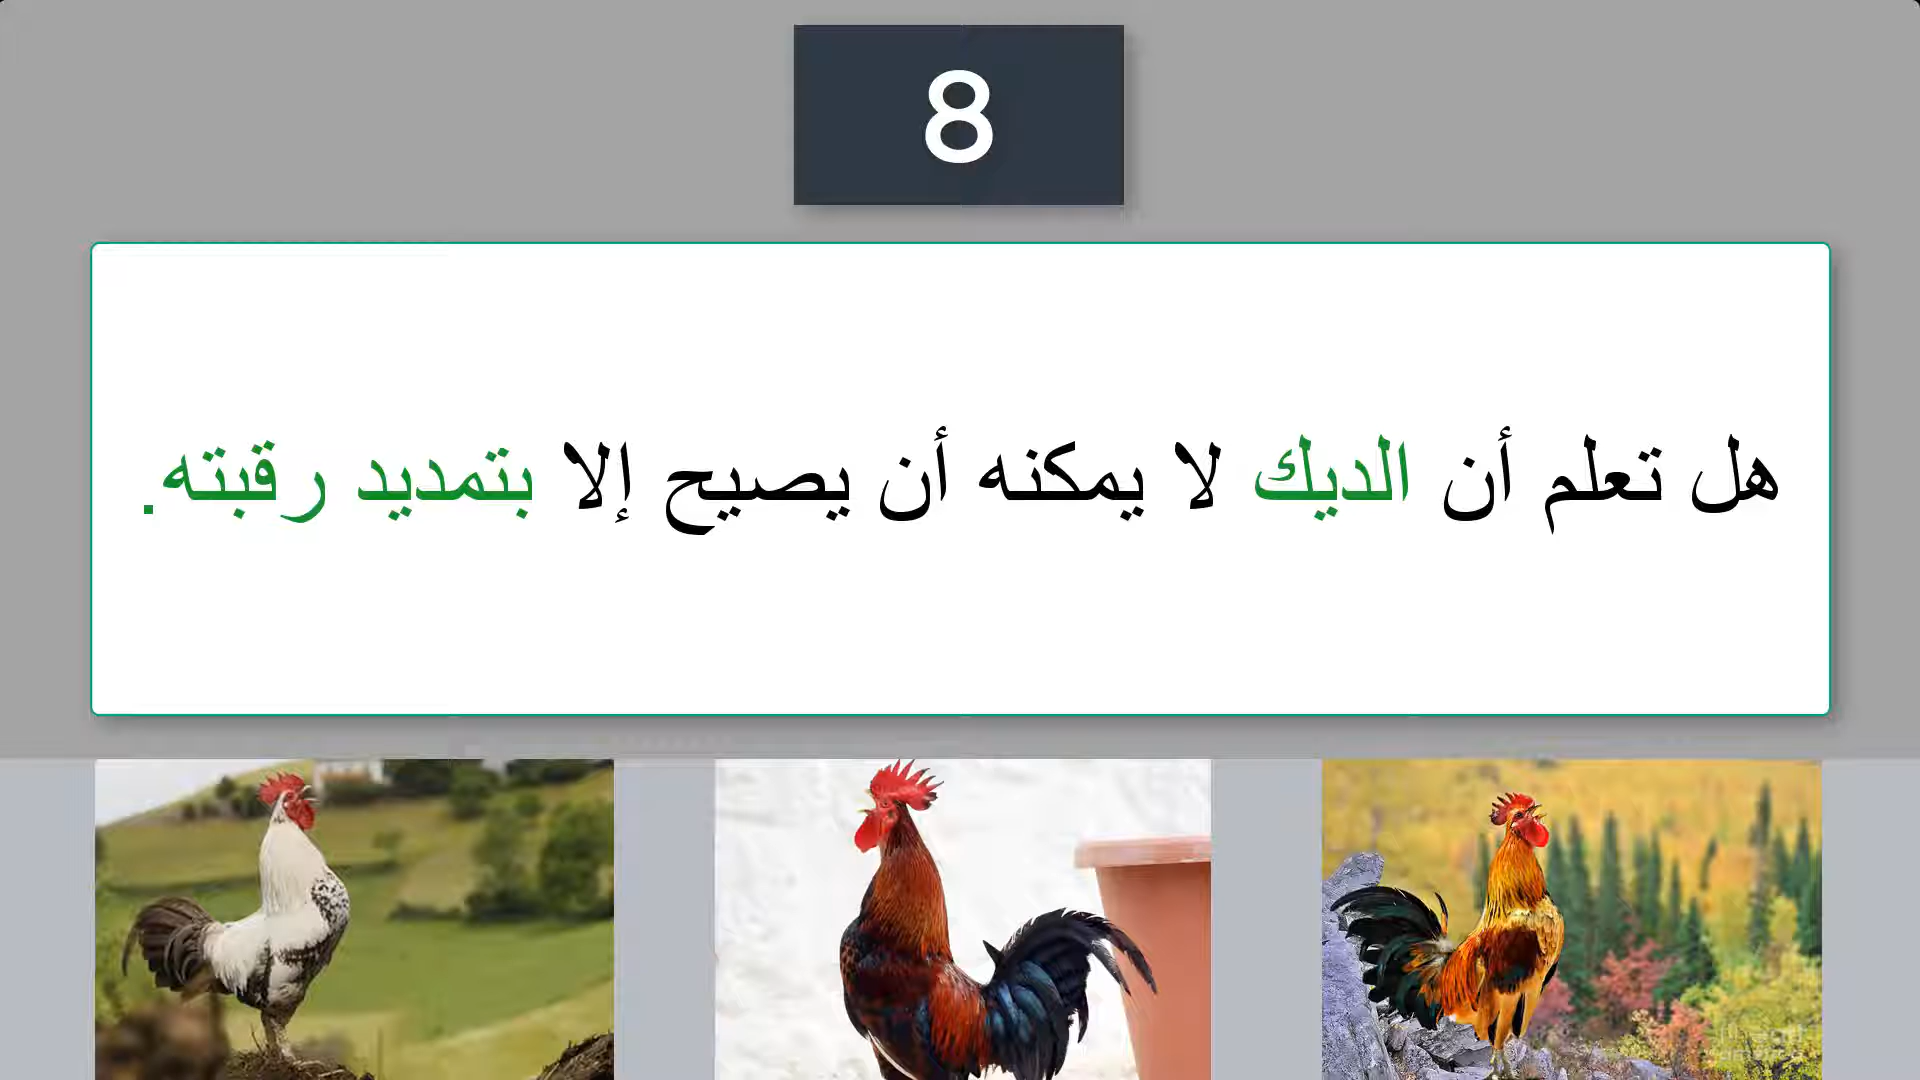 8
هل تعلم أن الديك لا يمكنه أن يصيح إلا بتمديد رقبته.